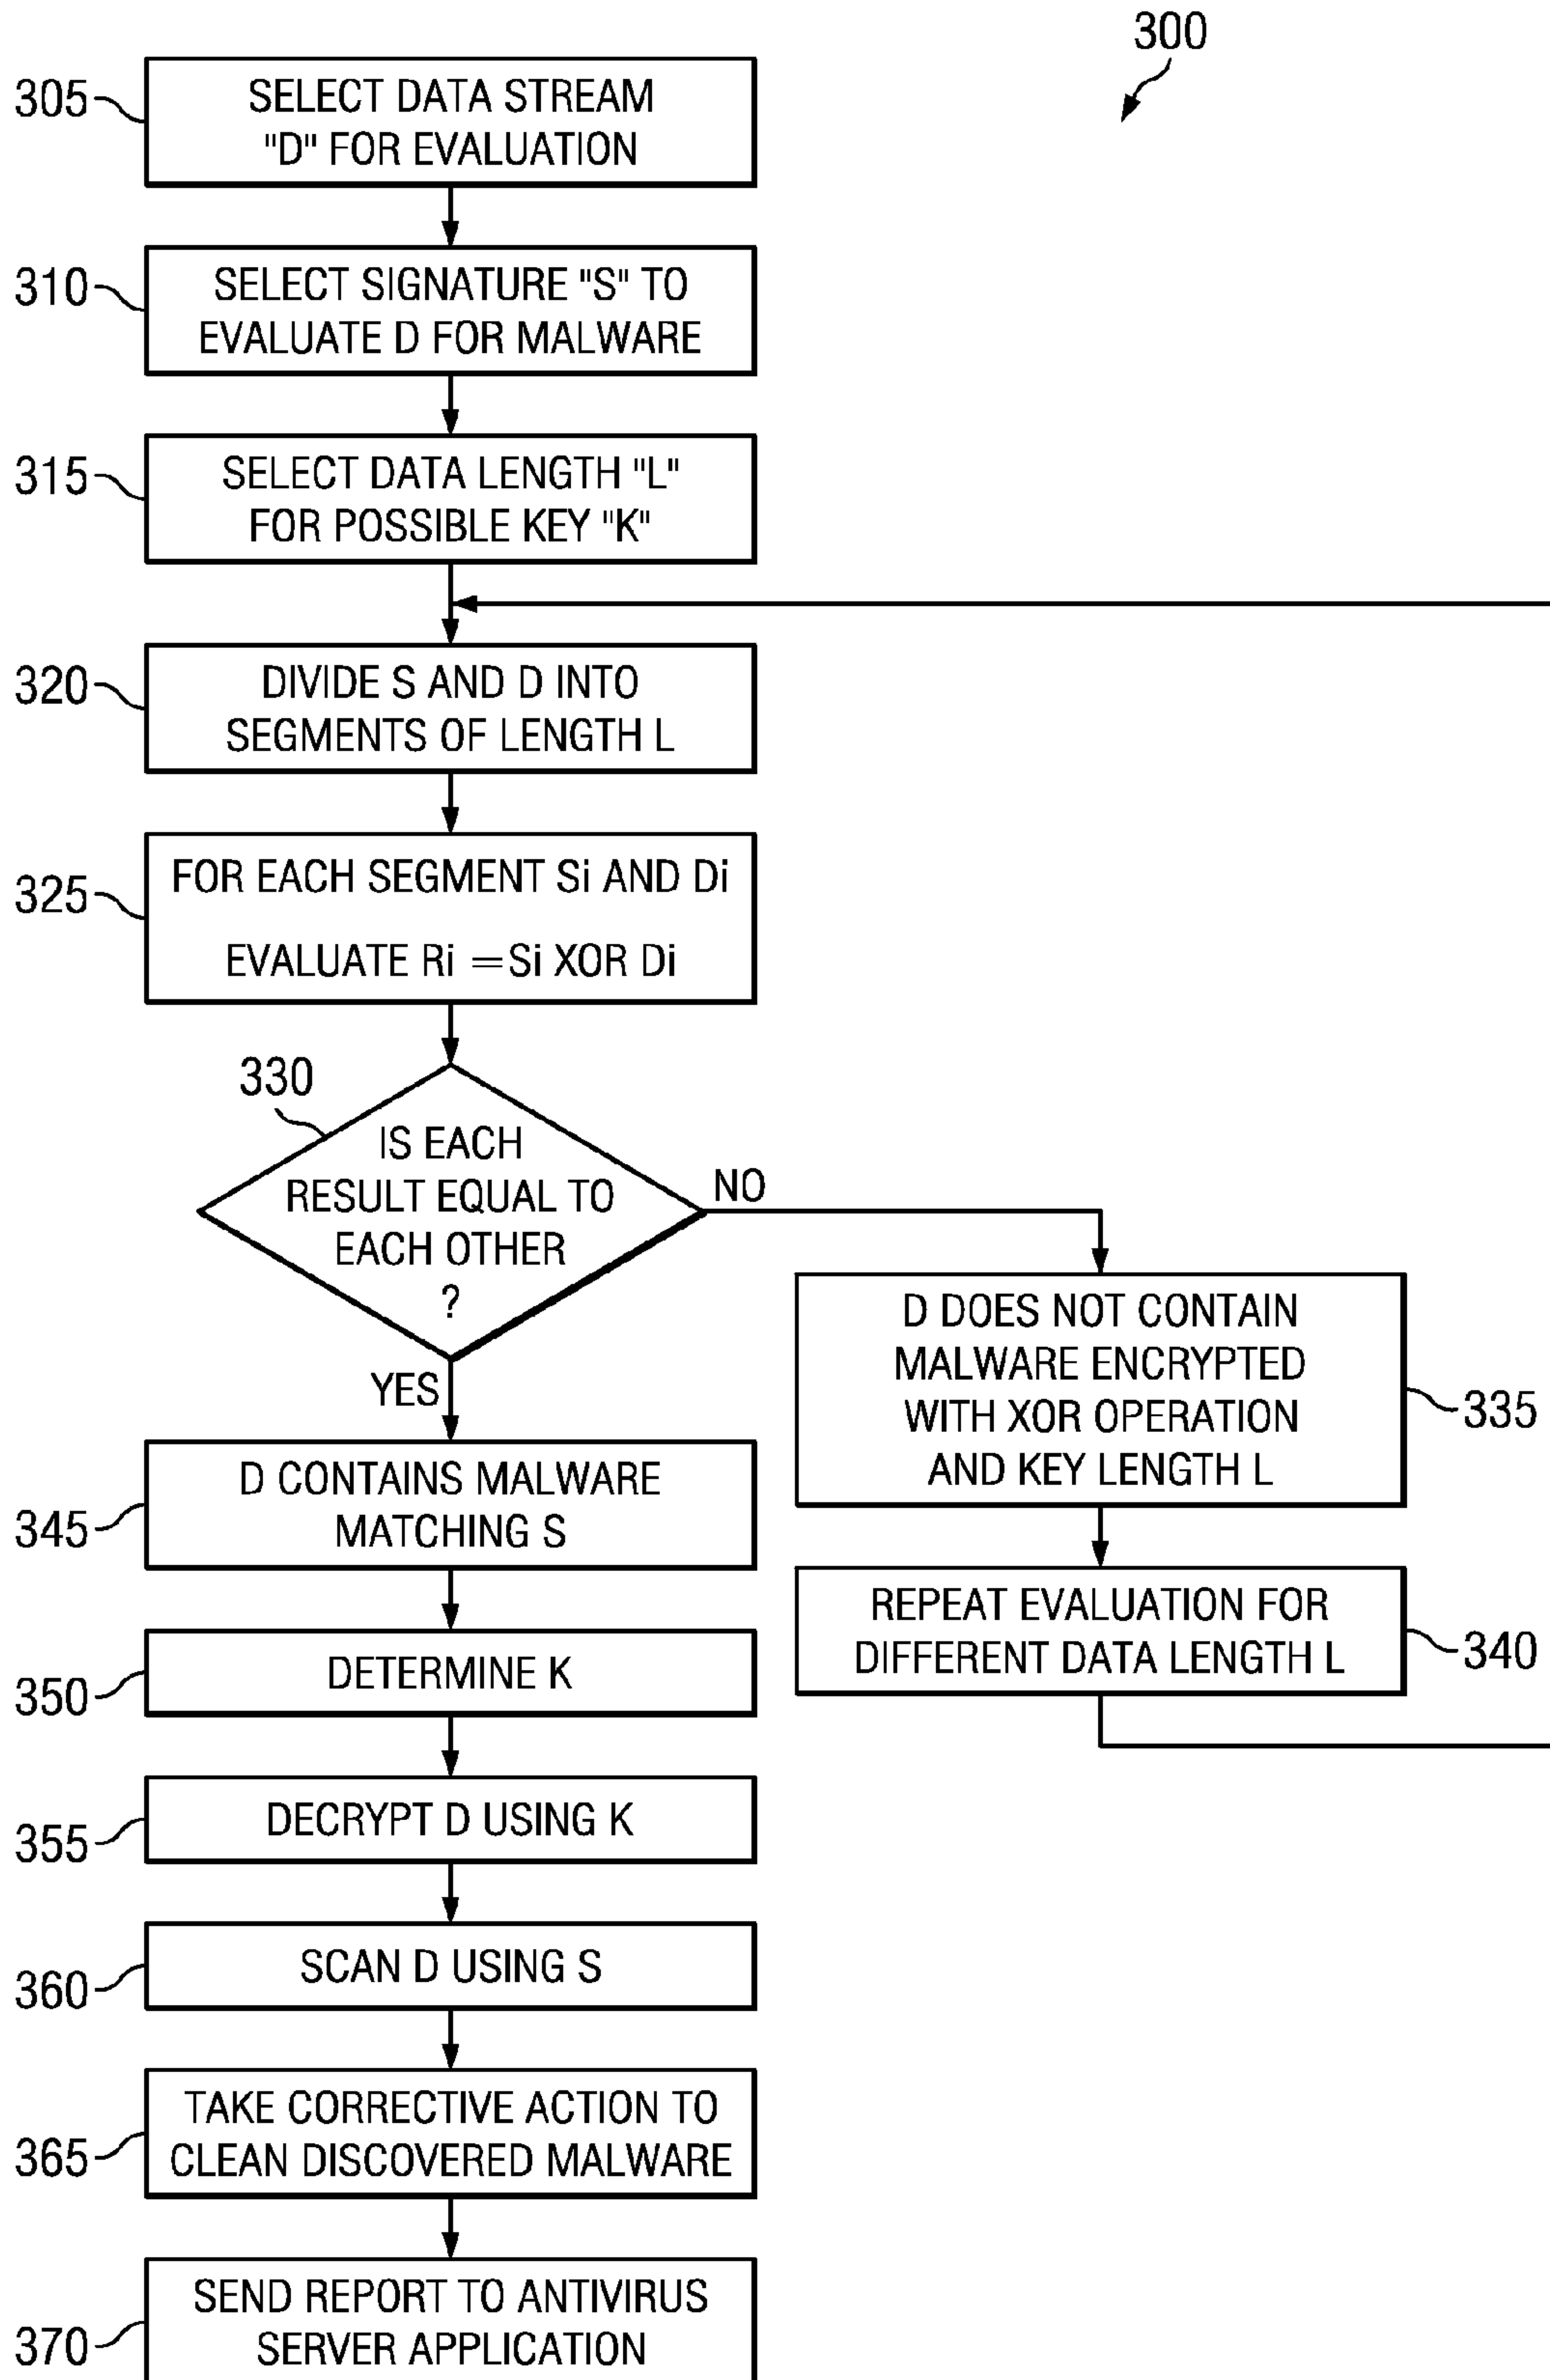 300
305
SELECT DATA STREAM
"D" FOR EVALUATION
310
SELECT SIGNATURE "S" TO
EVALUATE D FOR MALWARE
315
SELECT DATA LENGTH "L"
FOR POSSIBLE KEY "K"
320
DIVIDE S AND D INTO
SEGMENTS OF LENGTH L
325
FOR EACH SEGMENT Si AND Di
EVALUATE Ri =Si XOR Di
330
IS EACH
RESULT EQUAL TO
EACH OTHER
?
NO
YES
D DOES NOT CONTAIN
MALWARE ENCRYPTED
WITH XOR OPERATION
AND KEY LENGTH L
335
REPEAT EVALUATION FOR
DIFFERENT DATA LENGTH L
340
345
D CONTAINS MALWARE
MATCHING S
350
DETERMINE K
355
DECRYPT D USING K
360
SCAN D USING S
365
TAKE CORRECTIVE ACTION TO
CLEAN DISCOVERED MALWARE
370
SEND REPORT TO ANTIVIRUS
SERVER APPLICATION